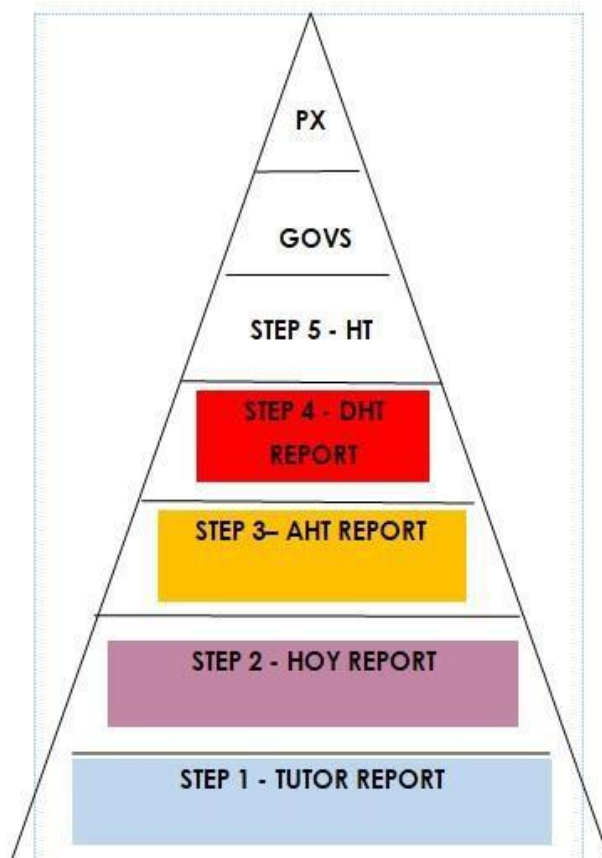 PX
GOVS
STEP 5 - HT
STEP 4 - DHT
REPORT
STEP 3– AHT REPORT
STEP 2 - HOY REPORT
STEP 1 - TUTOR REPORT